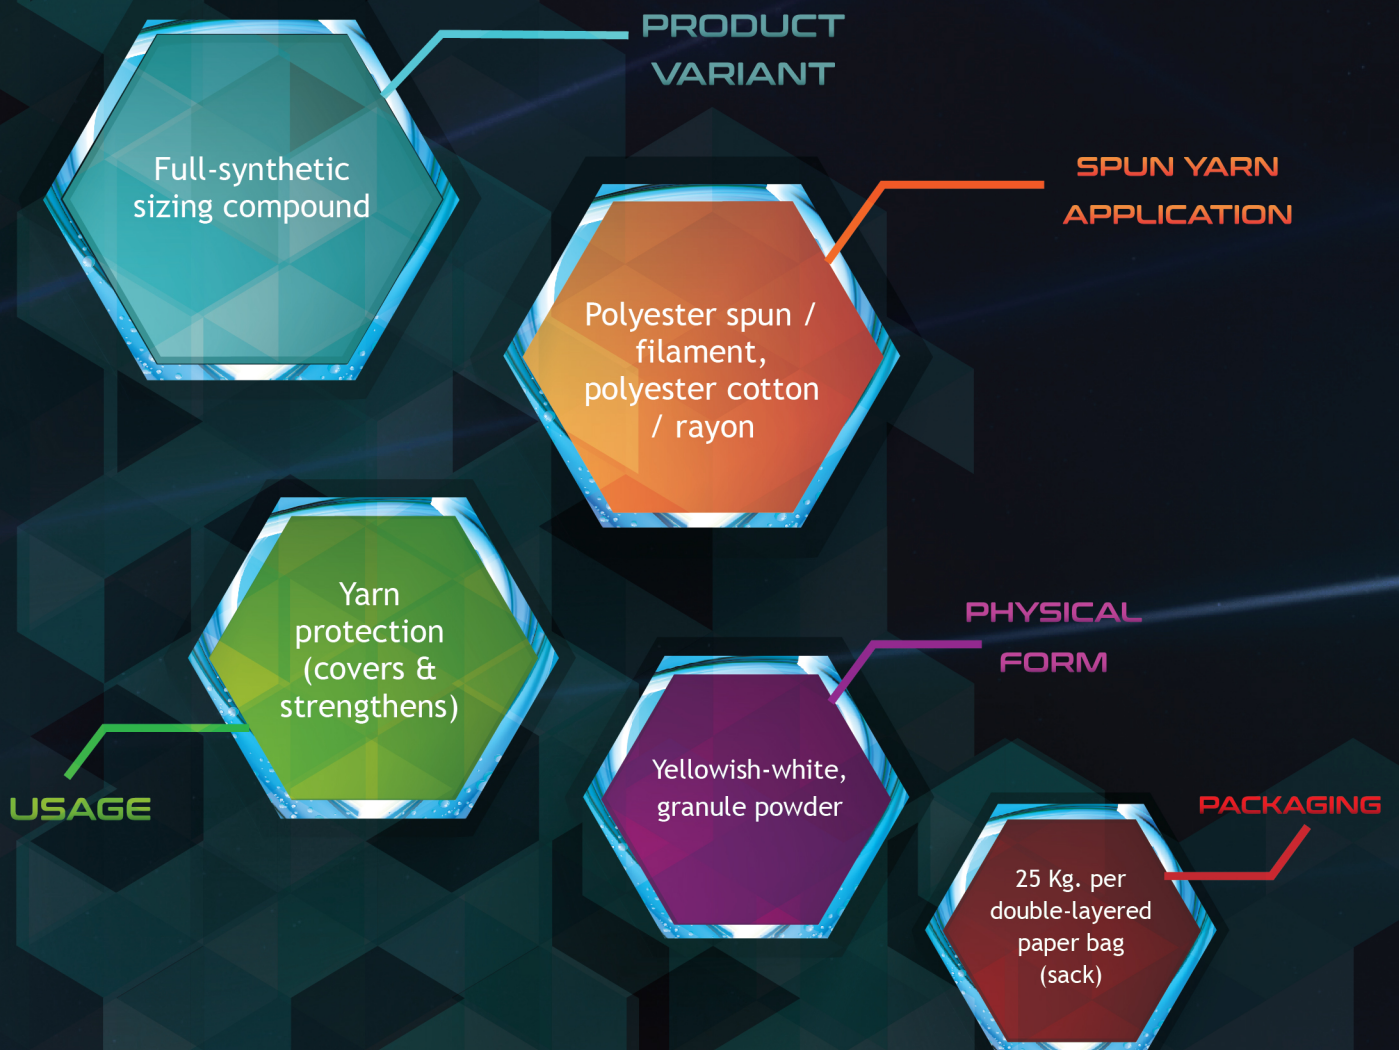 PRODUCT
VARIANT
Full-synthetic
sizing compound
SPUN YARN
APPLICATION
Polyester spun /
filament,
polyester cotton
/ rayon
Yarn
protection
(covers &
strengthens)
USAGE
PHYSICAL
FORM
Yellowish-white,
granule powder
PACKAGING
25 Kg. per
double-layered
paper bag
(sack)